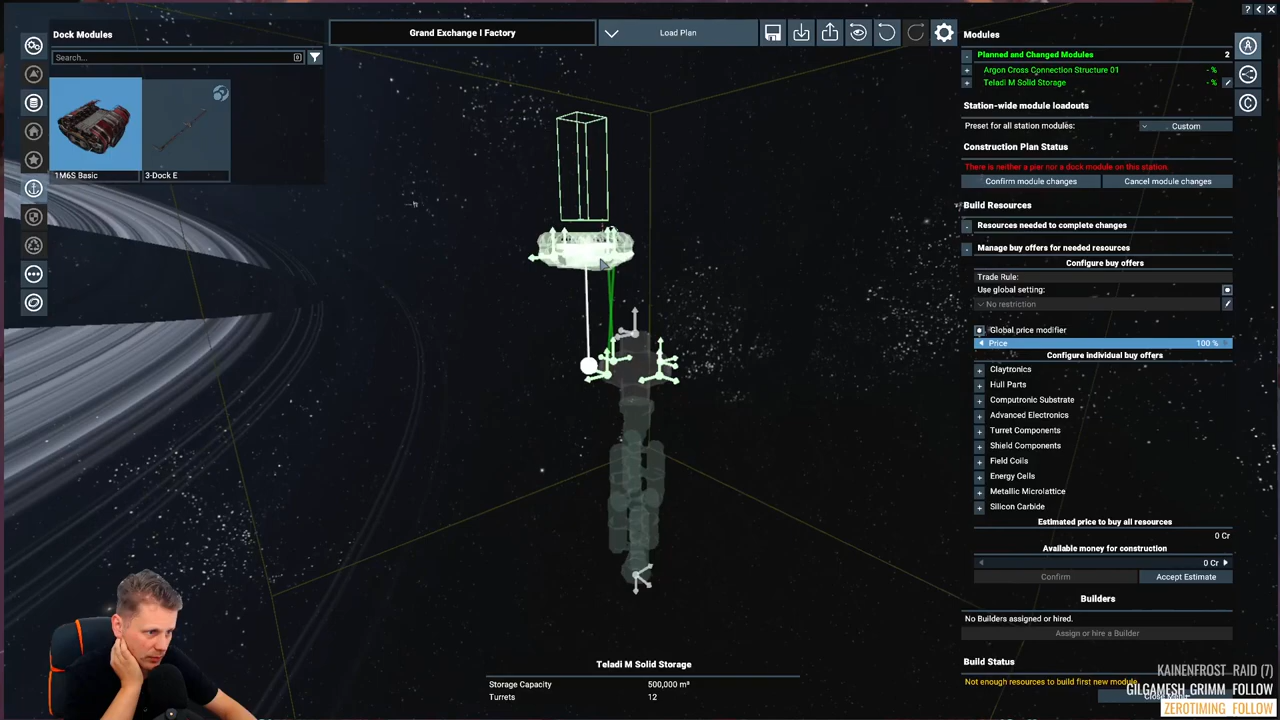 Dock Modules
Search...
1M6S Basic
3-Dock E
Grand Exchange I Factory
Load Plan
Modules
Planned and Changed Modules 2
Argon Cross Connection Structure 01 - %
Teladi M Solid Storage - %
Station-wide module loadouts
Preset for all station modules: Custom
Construction Plan Status
There is neither a pier nor a dock module on this station.
Confirm module changes
Cancel module changes
Build Resources
Resources needed to complete changes
Manage buy offers for needed resources
Configure buy offers
Trade Rule:
Use global setting:
No restriction
Global price modifier
Price 100 %
Configure individual buy offers
Claytronics
Hull Parts
Computronic Substrate
Advanced Electronics
Turret Components
Shield Components
Field Coils
Energy Cells
Metallic Microlattice
Silicon Carbide
Estimated price to buy all resources
0 Cr
Available money for construction
0 Cr
Confirm
Accept Estimate
Builders
No Builders assigned or hired.
Assign or hire a Builder
Build Status
Not enough resources to build first new module.
Teladi M Solid Storage
Storage Capacity 500,000 m³
Turrets 12
KAINENFROST_RAID (7)
GILGAMESH_GRIMM FOLLOW
ZEROTIMING FOLLOW